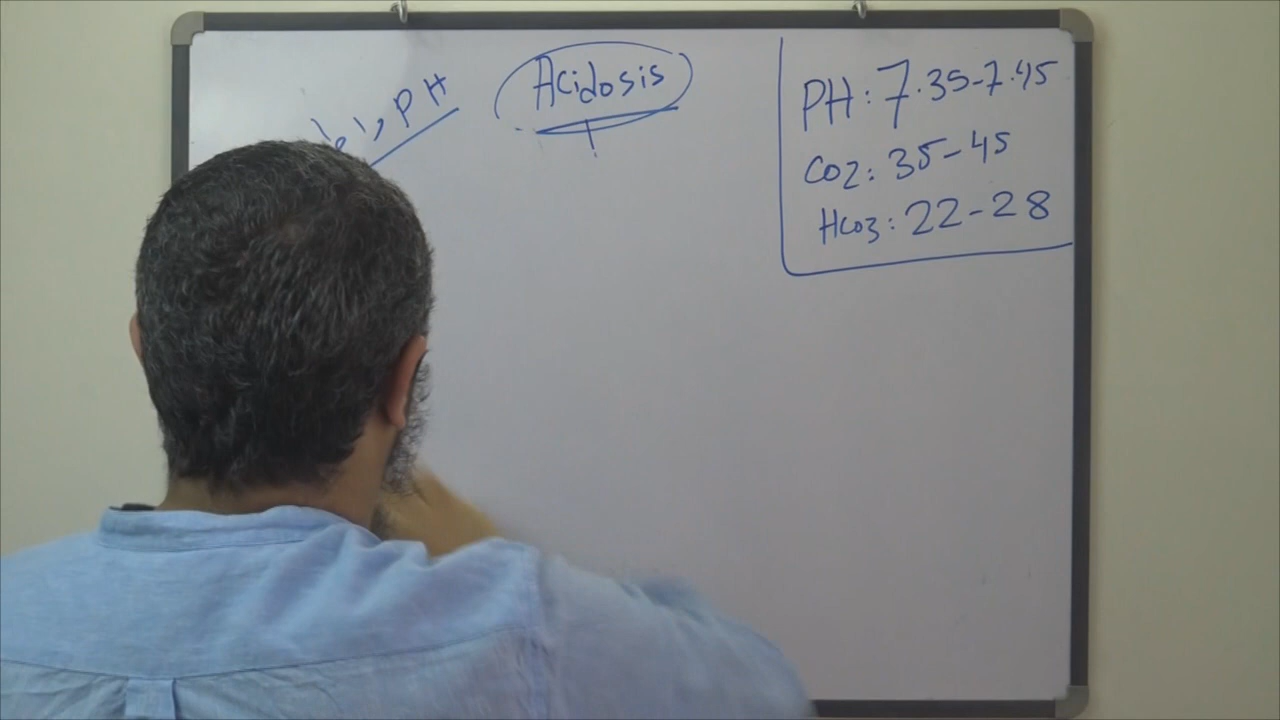 Acidosis
, PH
PH: 7.35-7.45
CO2: 35-45
HCO3: 22-28